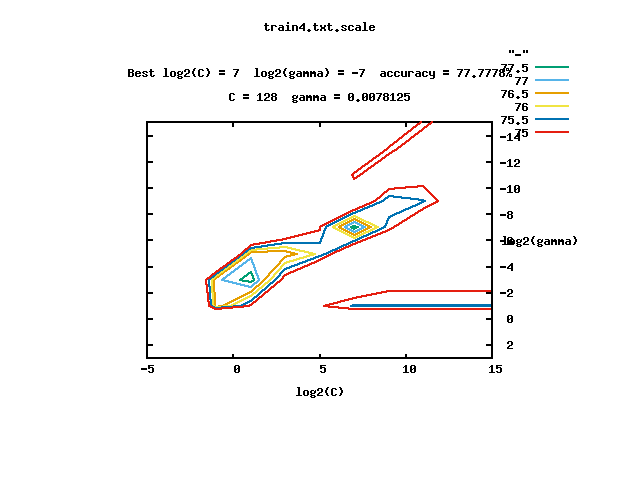 train4.txt.scale
"-"
Best log2(C) = 7  log2(gamma) = -7  accuracy = 77.7778%
77.5
77
C = 128  gamma = 0.0078125
76.5
76
75.5
75
-14
-12
-10
-8
-6
log2(gamma)
-4
-2
0
2
-5 0 5 10 15
log2(C)